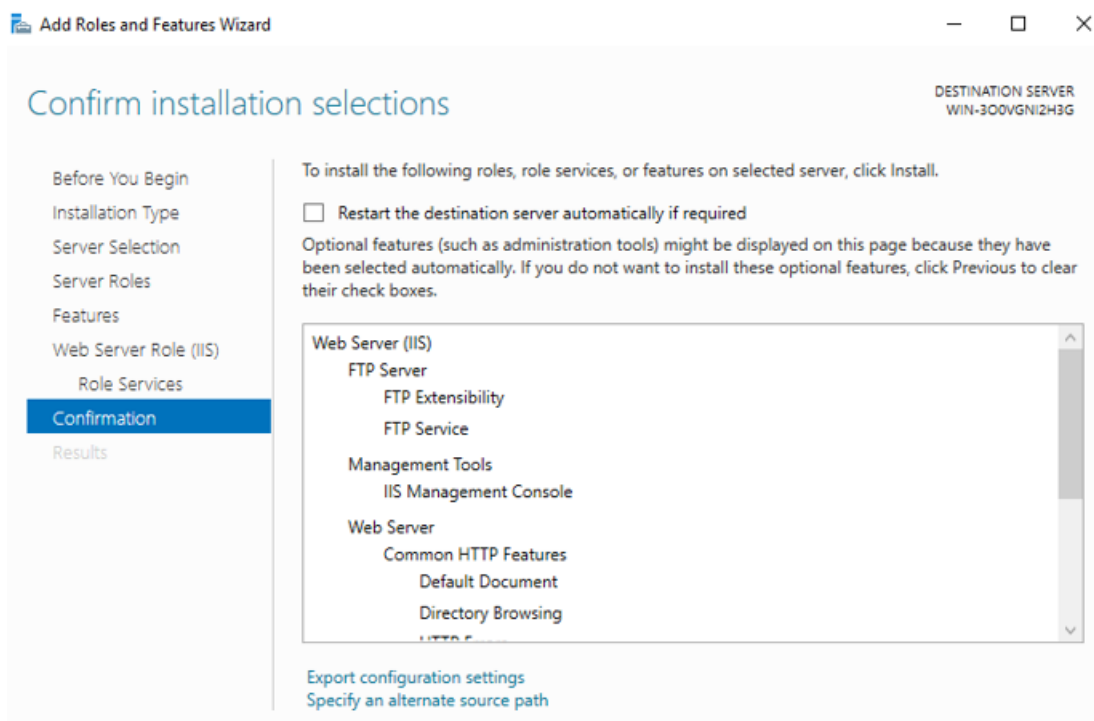 Add Roles and Features Wizard
Confirm installation selections
DESTINATION SERVER
WIN-3O0VGNI2H3G
Before You Begin
Installation Type
Server Selection
Server Roles
Features
Web Server Role (IIS)
Role Services
Confirmation
Results
To install the following roles, role services, or features on selected server, click Install.
Restart the destination server automatically if required
Optional features (such as administration tools) might be displayed on this page because they have
been selected automatically. If you do not want to install these optional features, click Previous to clear
their check boxes.
Web Server (IIS)
FTP Server
FTP Extensibility
FTP Service
Management Tools
IIS Management Console
Web Server
Common HTTP Features
Default Document
Directory Browsing
Export configuration settings
Specify an alternate source path